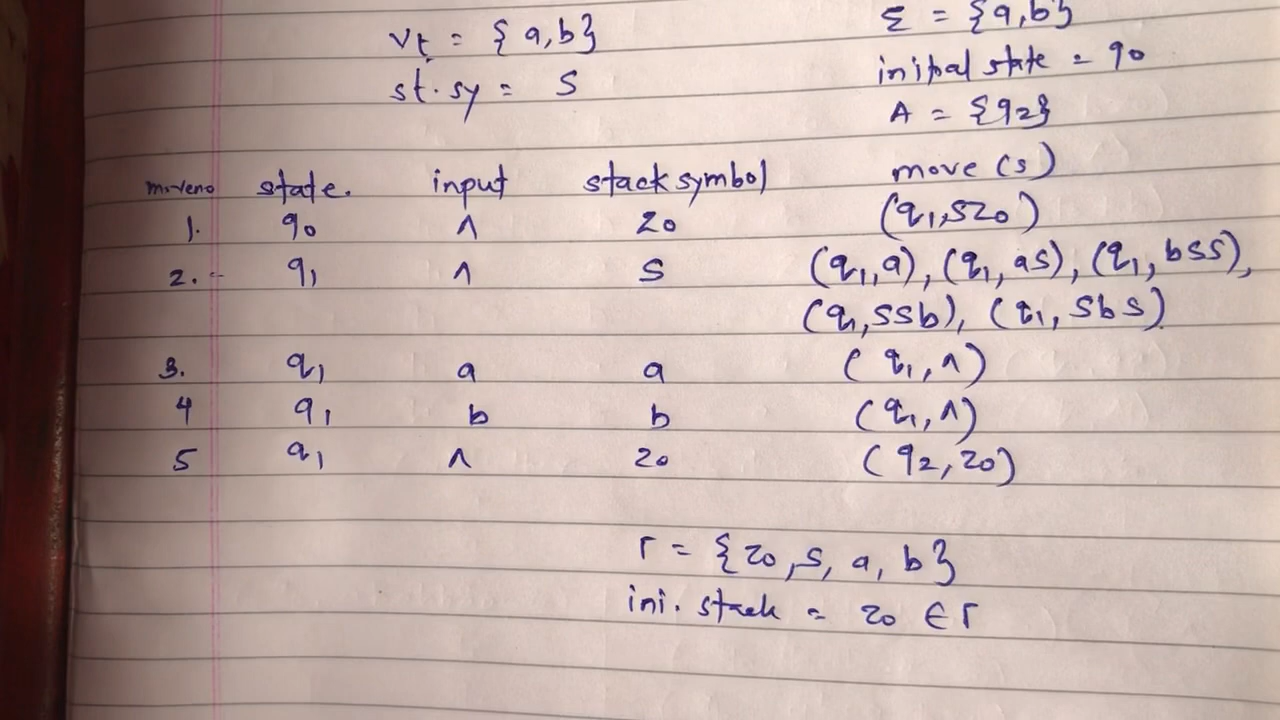 Vt = {a,b}
Σ = {a,b}
st.sy = S
initial state = q0
A = {q2}
moveno state. input stack symbol move (s)
1. q0 ^ z0 (q1,Sz0)
2. - q1 ^ S (q1,a), (q1,as), (q1,bss),
(q1,ssb), (q1,sbs)
3. q1 a a (q1,^)
4 q1 b b (q1,^)
5 q1 ^ z0 (q2,z0)
Γ = {z0,S,a,b}
ini. stack = z0 ∈ Γ